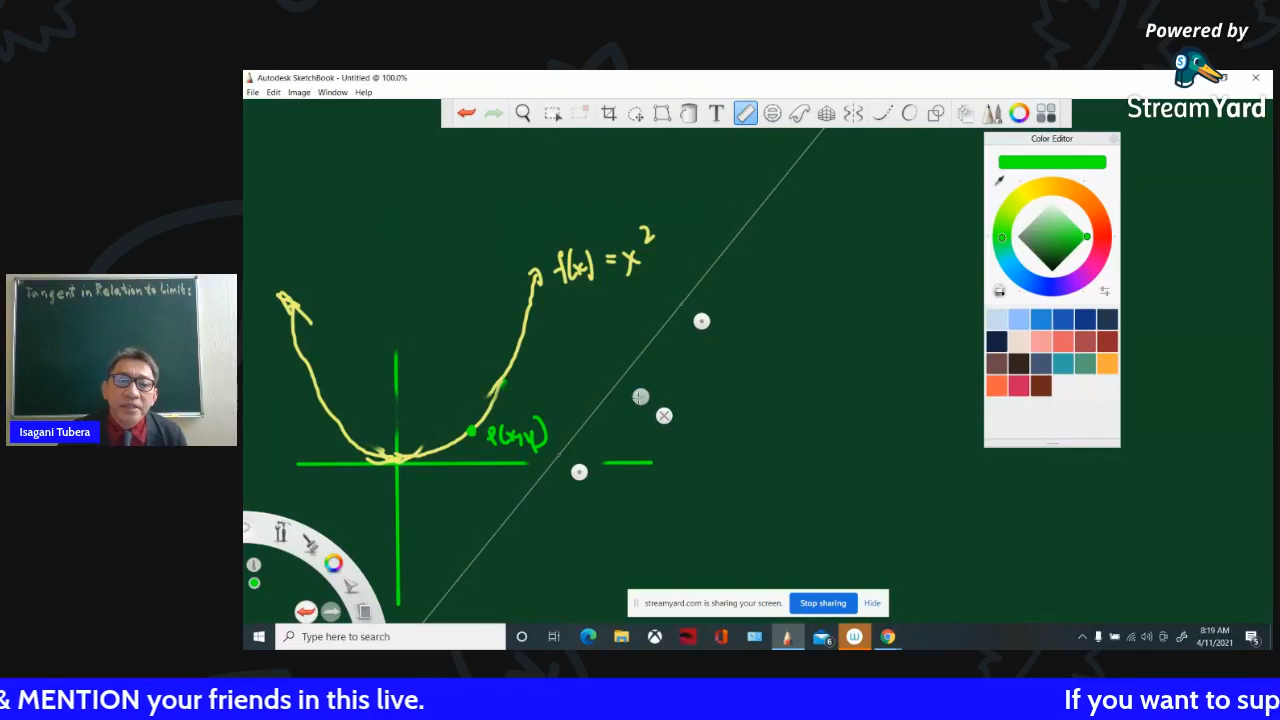 Powered by
StreamYard
Autodesk SketchBook - Untitled @ 100.0%
File Edit Image Window Help
T
Color Editor
f(x) = x²
Tangent in Relation to Limits
P(x,y)
Isagani Tubera
streamyard.com is sharing your screen. Stop sharing Hide
Type here to search
8:19 AM
4/11/2021
& MENTION your friends in this live. If you want to sup